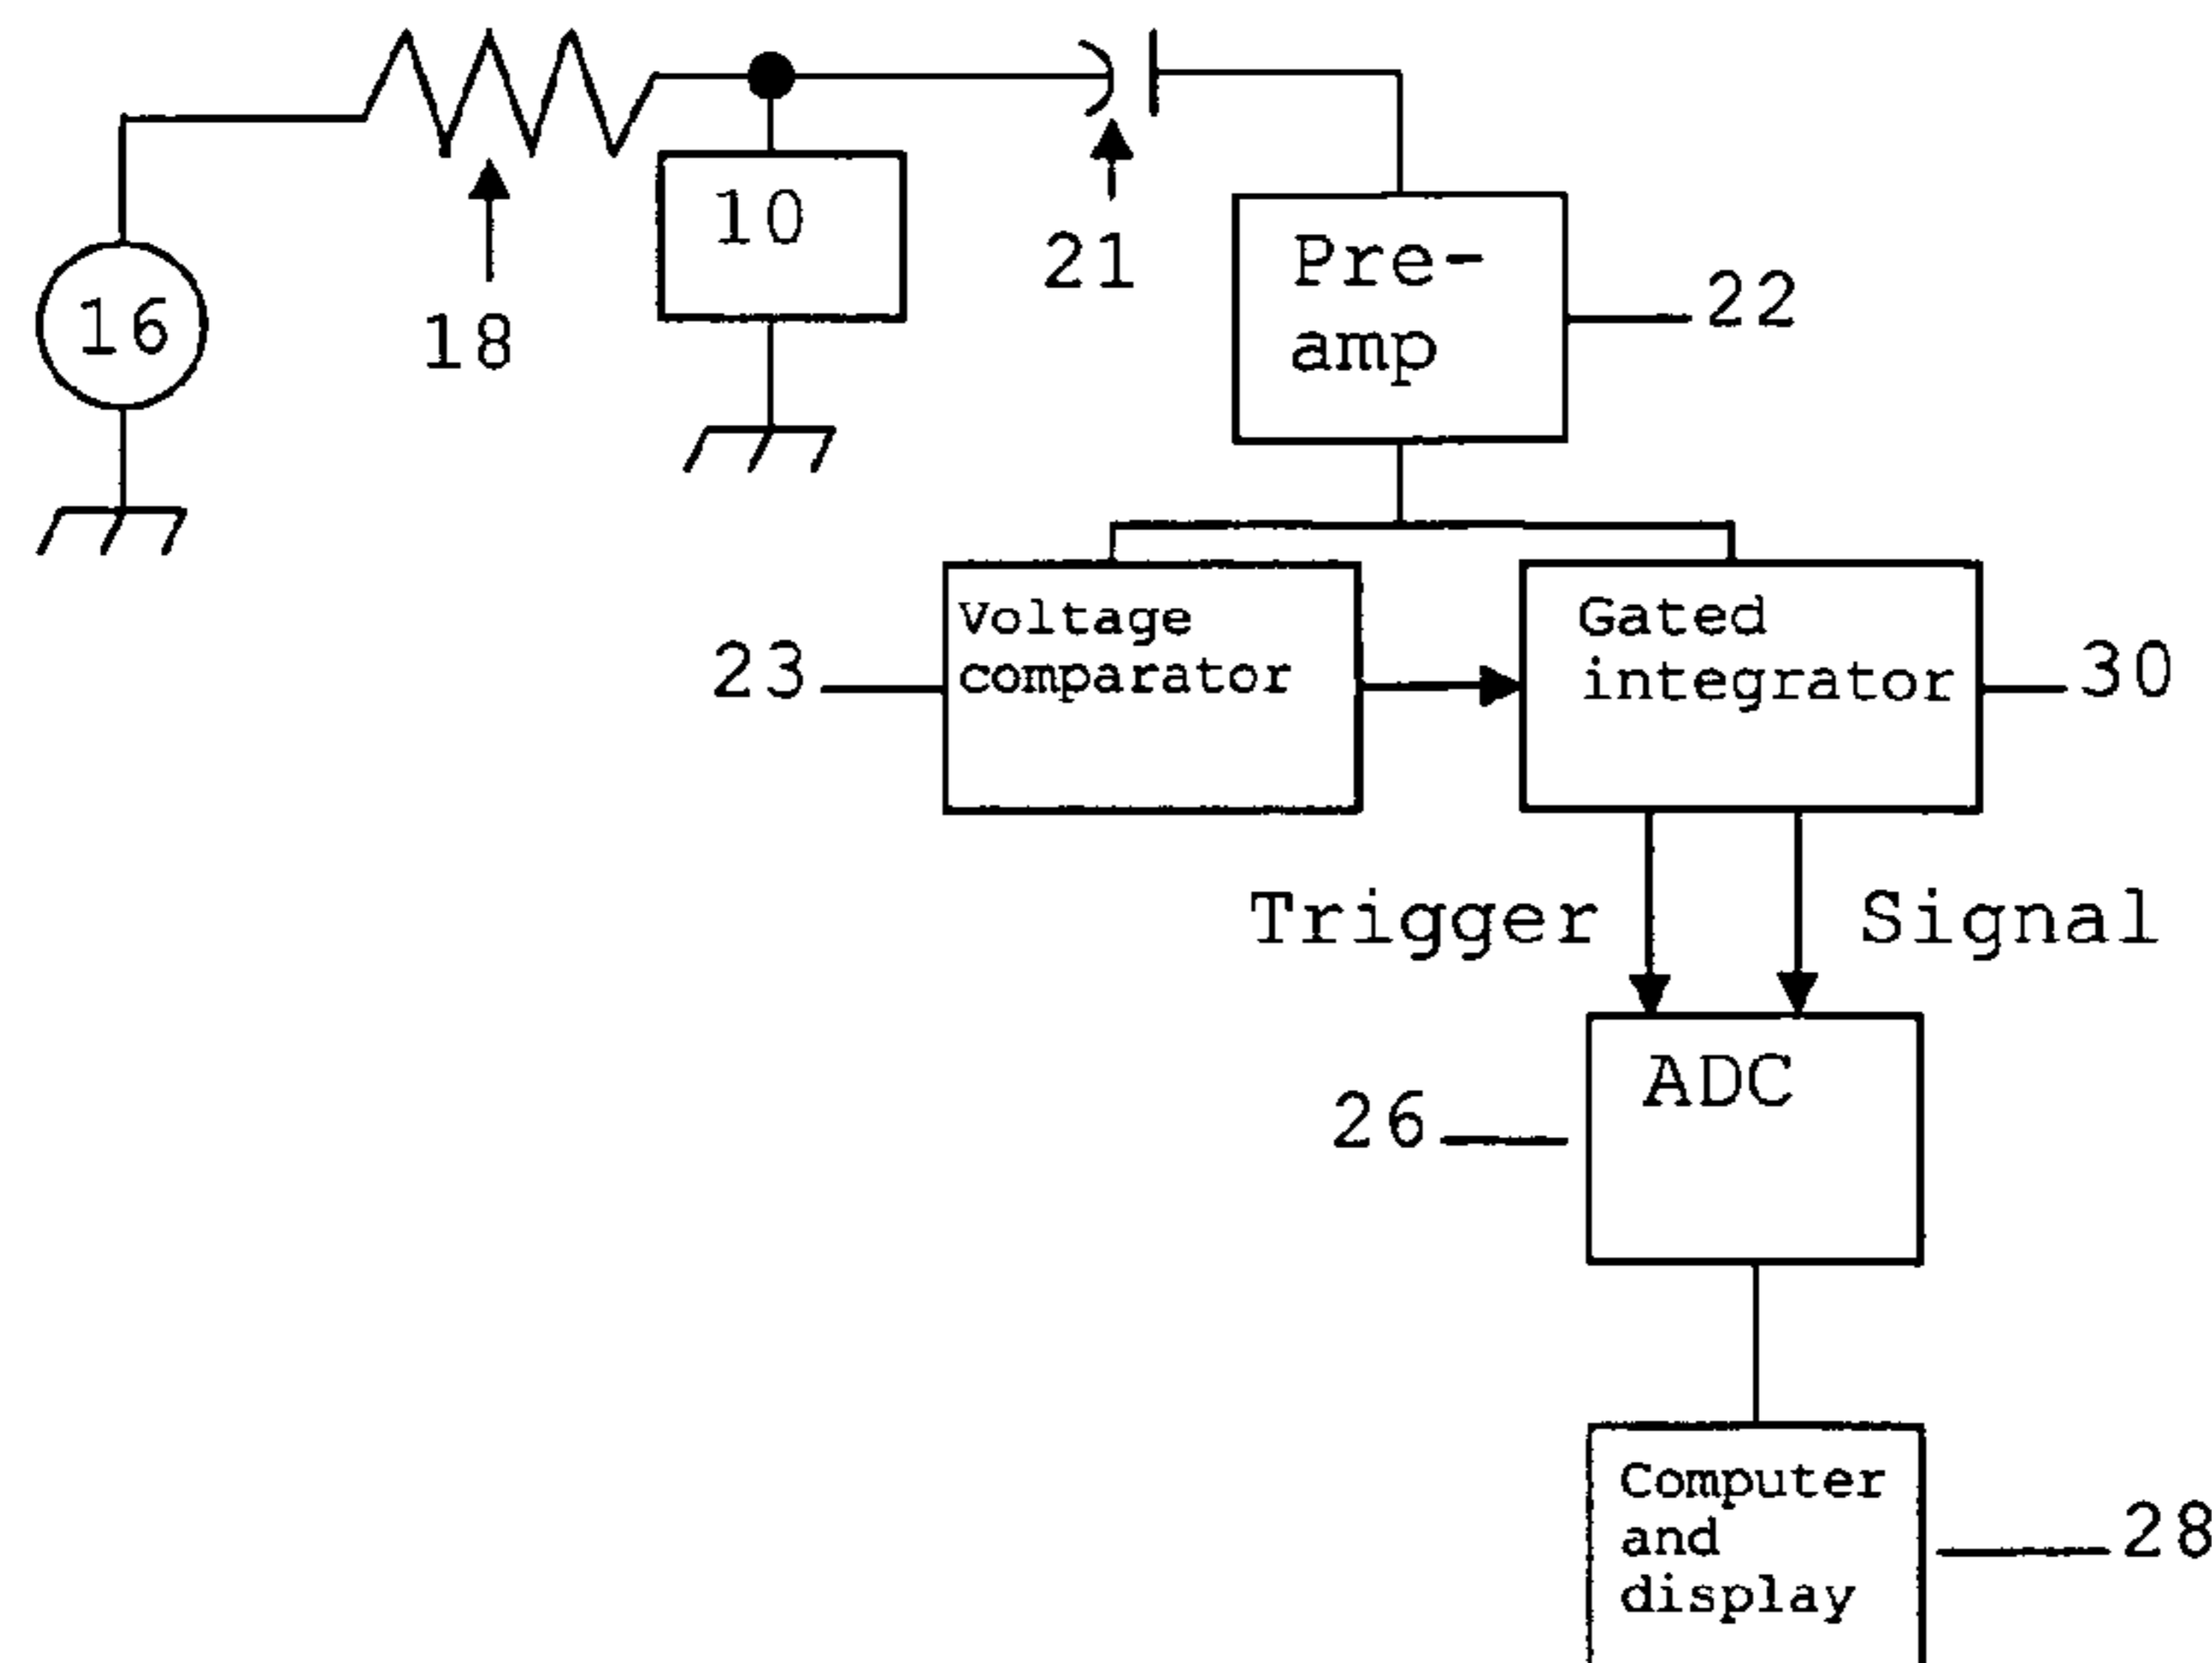 16
18
10
21
Pre-
amp
22
23
Voltage
comparator
Gated
integrator
30
Trigger
Signal
ADC
26
Computer
and
display
28